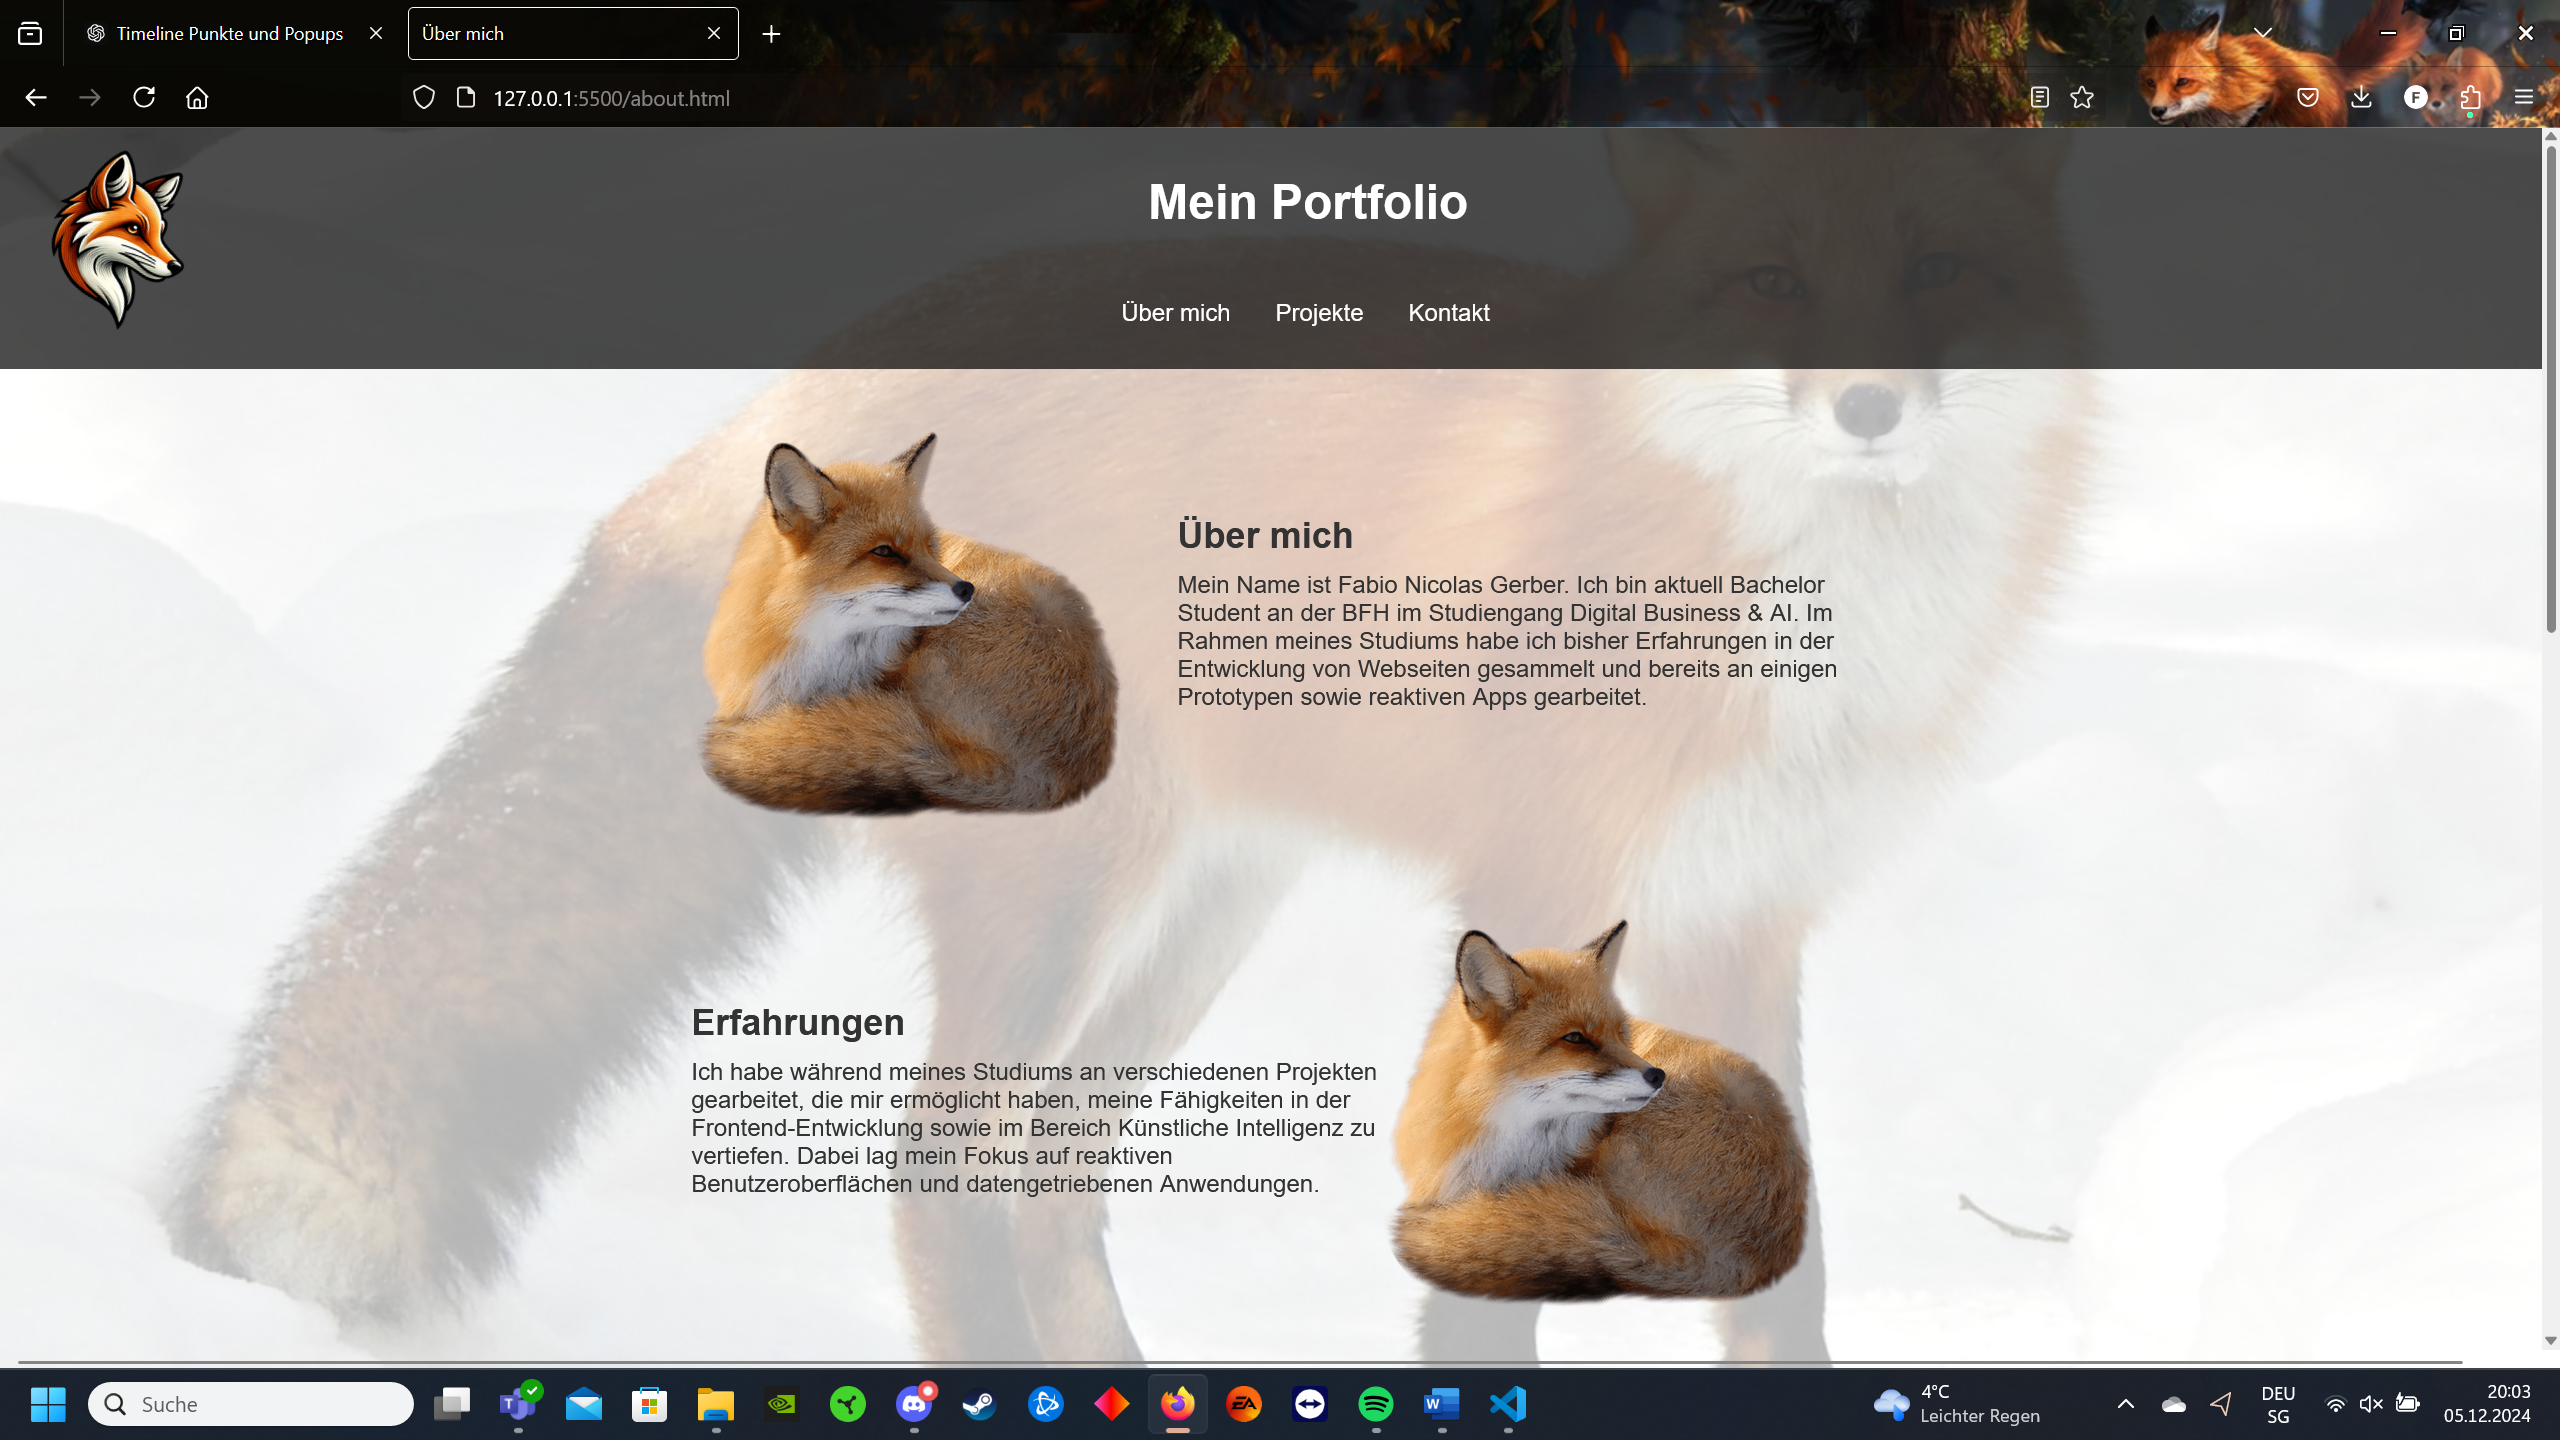 Timeline Punkte und Popups
Über mich
127.0.0.1:5500/about.html
F
Mein Portfolio
Über mich
Projekte
Kontakt
Über mich
Mein Name ist Fabio Nicolas Gerber. Ich bin aktuell Bachelor
Student an der BFH im Studiengang Digital Business & AI. Im
Rahmen meines Studiums habe ich bisher Erfahrungen in der
Entwicklung von Webseiten gesammelt und bereits an einigen
Prototypen sowie reaktiven Apps gearbeitet.
Erfahrungen
Ich habe während meines Studiums an verschiedenen Projekten
gearbeitet, die mir ermöglicht haben, meine Fähigkeiten in der
Frontend-Entwicklung sowie im Bereich Künstliche Intelligenz zu
vertiefen. Dabei lag mein Fokus auf reaktiven
Benutzeroberflächen und datengetriebenen Anwendungen.
Suche
T
EA
W
4°C
Leichter Regen
DEU
SG
20:03
05.12.2024